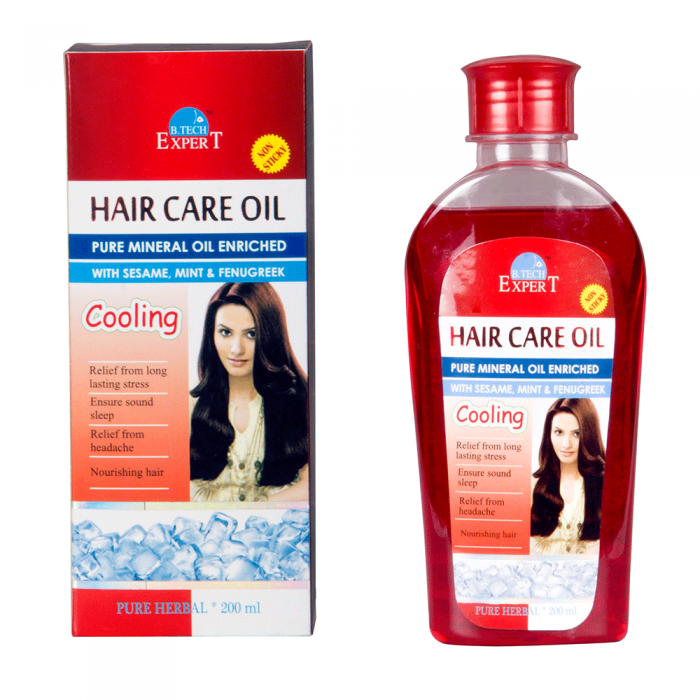 B.TECH
EXPERT
NON
STICKY
HAIR CARE OIL
PURE MINERAL OIL ENRICHED
WITH SESAME, MINT & FENUGREEK
Cooling
Relief from long
lasting stress
Ensure sound
sleep
Relief from
headache
Nourishing hair
PURE HERBAL * 200 ml
B.TECH
EXPERT
NON
STICKY
HAIR CARE OIL
PURE MINERAL OIL ENRICHED
WITH SESAME, MINT & FENUGREEK
Cooling
Relief from long
lasting stress
Ensure sound
sleep
Relief from
headache
Nourishing hair
PURE HERBAL * 200 ml